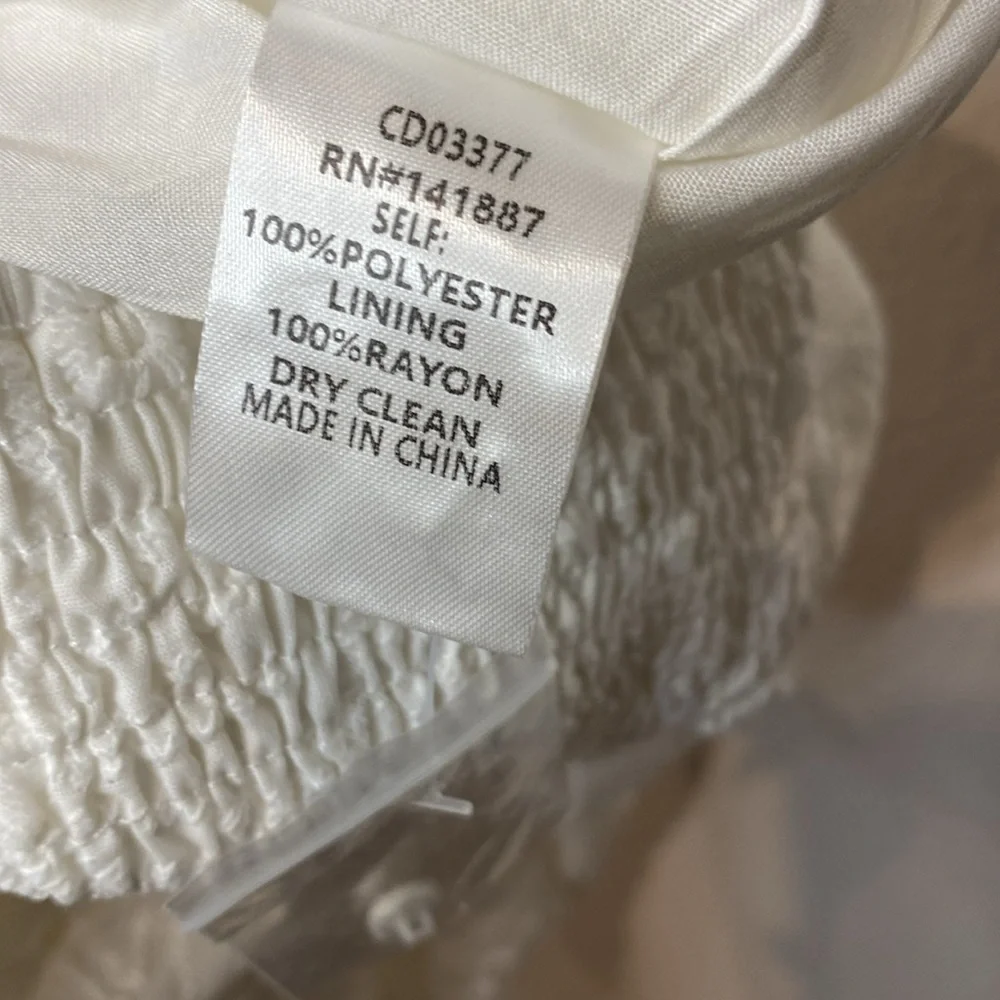 CD03377
RN#141887
SELF:
100%POLYESTER
LINING
100%RAYON
DRY CLEAN
MADE IN CHINA